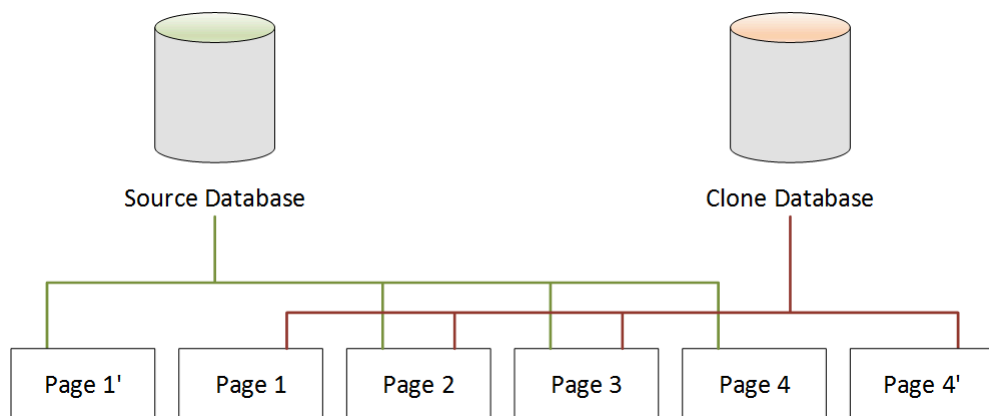 Source Database
Clone Database
Page 1'
Page 1
Page 2
Page 3
Page 4
Page 4'